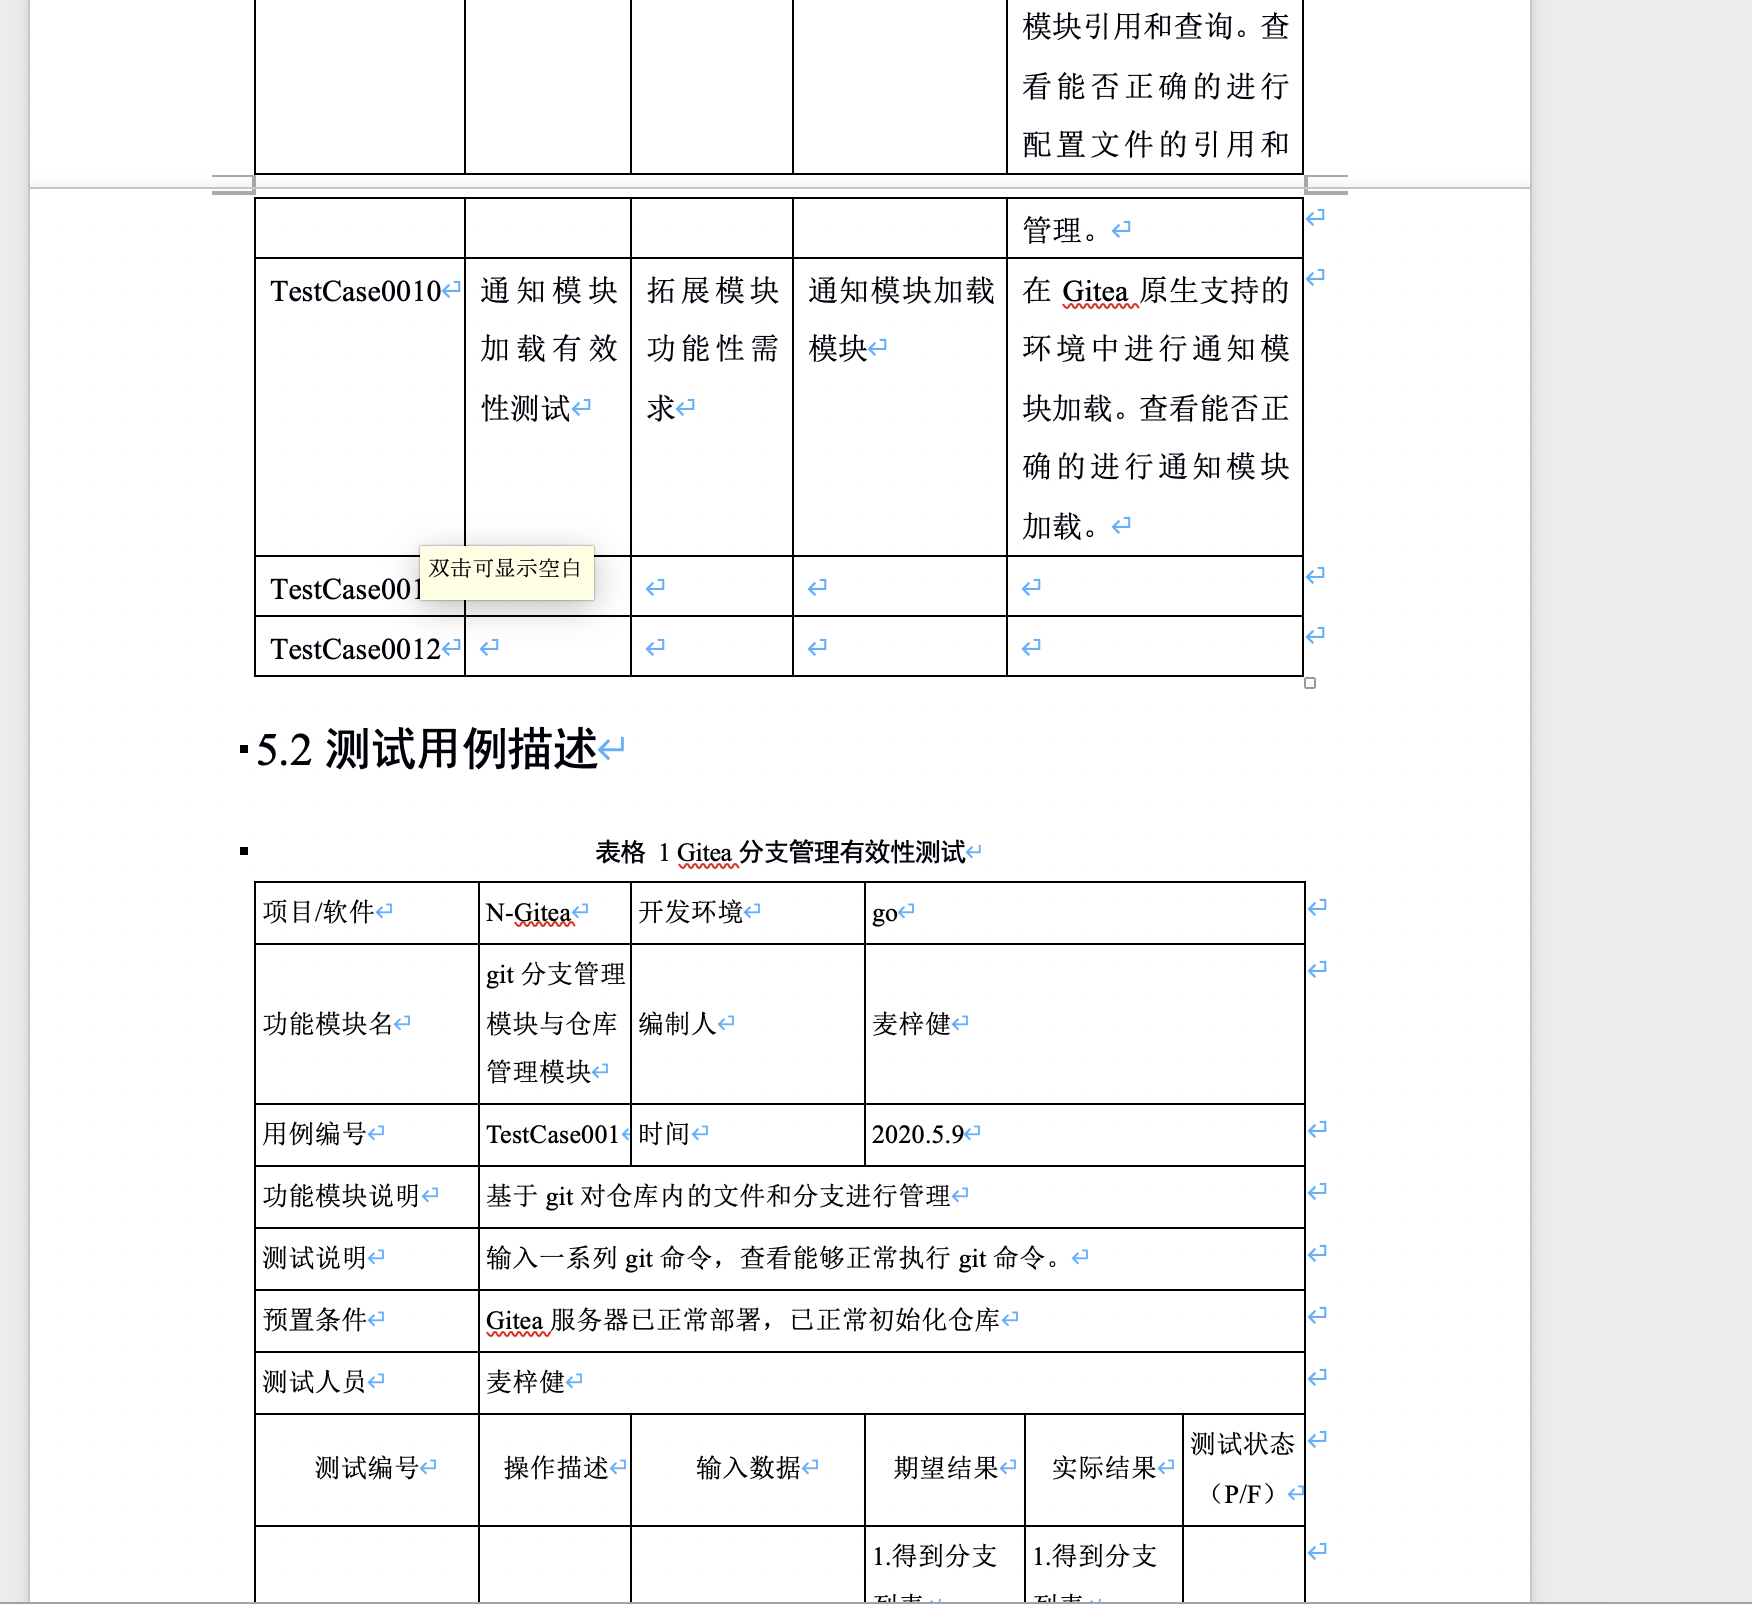 模块引用和查询。查
看能否正确的进行
配置文件的引用和
管理。
TestCase0010
通知模块
加载有效
性测试
拓展模块
功能性需
求
通知模块加载
模块
在 Gitea 原生支持的
环境中进行通知模
块加载。查看能否正
确的进行通知模块
加载。
双击可显示空白
TestCase001
TestCase0012
5.2 测试用例描述
表格 1 Gitea 分支管理有效性测试
项目/软件
N-Gitea
开发环境
go
功能模块名
git 分支管理
模块与仓库
管理模块
编制人
麦梓健
用例编号
TestCase001
时间
2020.5.9
功能模块说明
基于 git 对仓库内的文件和分支进行管理
测试说明
输入一系列 git 命令，查看能够正常执行 git 命令。
预置条件
Gitea 服务器已正常部署，已正常初始化仓库
测试人员
麦梓健
测试编号
操作描述
输入数据
期望结果
实际结果
测试状态
（P/F）
1.得到分支
1.得到分支